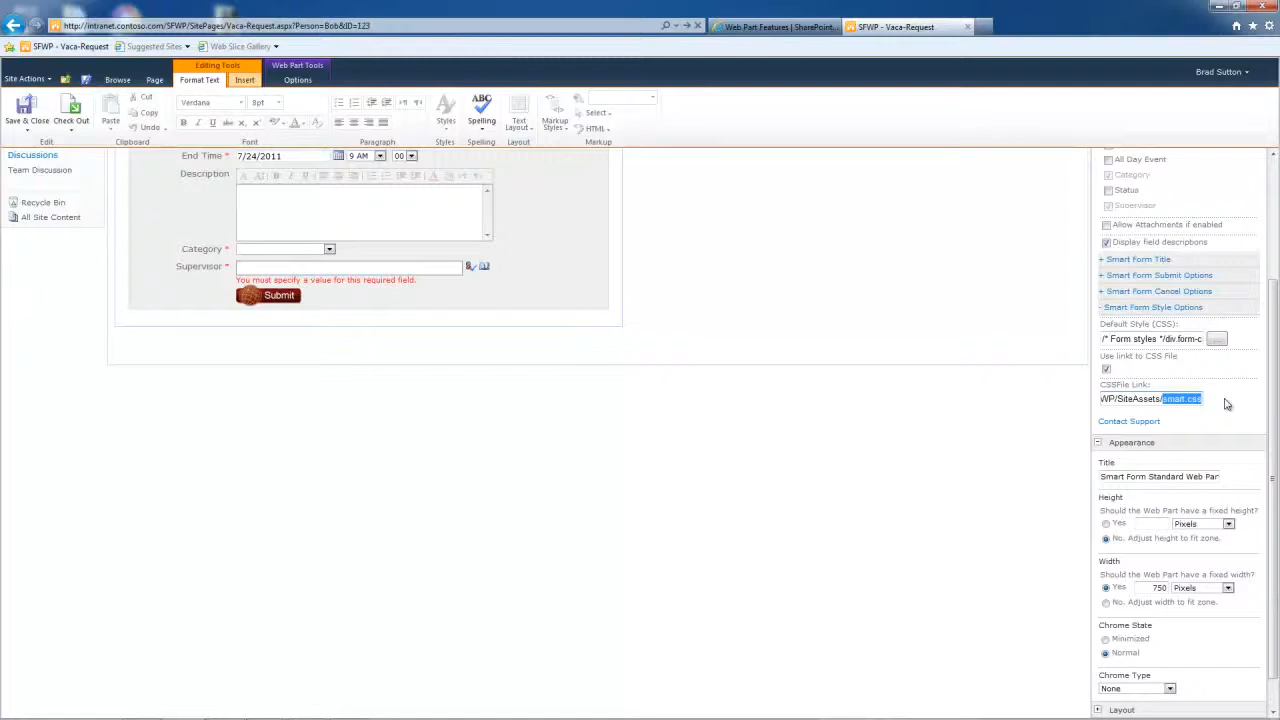 http://intranet.contoso.com/SFWP/SitePages/Vaca-Request.aspx?Person=Bob&ID=123
Web Part Features | SharePoint...
SFWP - Vaca-Request
SFWP - Vaca-Request
Suggested Sites
Web Slice Gallery
Editing Tools
Web Part Tools
Site Actions
Browse
Page
Format Text
Insert
Options
Brad Sutton
Save & Close
Check Out
Paste
Cut
Copy
Undo
Verdana
8pt
Styles
Spelling
Text Layout
Markup Styles
Select
HTML
Edit
Clipboard
Font
Paragraph
Styles
Spelling
Layout
Markup
Discussions
Team Discussion
Recycle Bin
All Site Content
End Time * 7/24/2011 9 AM 00
Description
Category *
Supervisor *
You must specify a value for this required field.
Submit
All Day Event
Category
Status
Supervisor
Allow Attachments if enabled
Display field descriptions
+ Smart Form Title
+ Smart Form Submit Options
+ Smart Form Cancel Options
- Smart Form Style Options
Default Style (CSS):
/* Form styles */div.form-c ...
Use linkt to CSS File
CSSFile Link:
WP/SiteAssets/smart.css
Contact Support
Appearance
Title
Smart Form Standard Web Par
Height
Should the Web Part have a fixed height?
Yes Pixels
No. Adjust height to fit zone.
Width
Should the Web Part have a fixed width?
Yes 750 Pixels
No. Adjust width to fit zone.
Chrome State
Minimized
Normal
Chrome Type
None
Layout